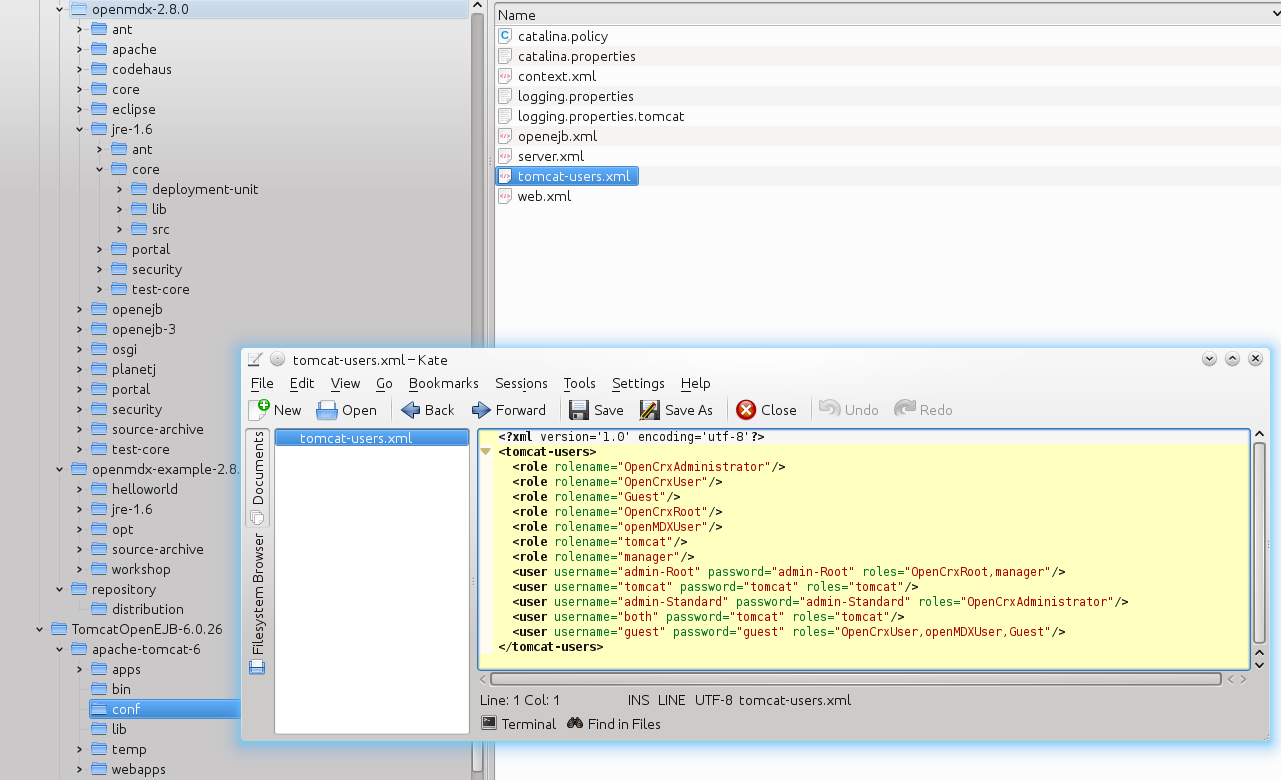 openmdx-2.8.0
ant
apache
codehaus
core
eclipse
jre-1.6
ant
core
deployment-unit
lib
src
portal
security
test-core
openejb
openejb-3
osgi
planetj
portal
security
source-archive
test-core
openmdx-example-2.8.
helloworld
jre-1.6
opt
source-archive
workshop
repository
distribution
TomcatOpenEJB-6.0.26
apache-tomcat-6
apps
bin
conf
lib
temp
webapps
Name
catalina.policy
catalina.properties
context.xml
logging.properties
logging.properties.tomcat
openejb.xml
server.xml
tomcat-users.xml
web.xml
tomcat-users.xml – Kate
File Edit View Go Bookmarks Sessions Tools Settings Help
New Open Back Forward Save Save As Close Undo Redo
Documents
Filesystem Browser
tomcat-users.xml
<?xml version='1.0' encoding='utf-8'?>
<tomcat-users>
<role rolename="OpenCrxAdministrator"/>
<role rolename="OpenCrxUser"/>
<role rolename="Guest"/>
<role rolename="OpenCrxRoot"/>
<role rolename="openMDXUser"/>
<role rolename="tomcat"/>
<role rolename="manager"/>
<user username="admin-Root" password="admin-Root" roles="OpenCrxRoot,manager"/>
<user username="tomcat" password="tomcat" roles="tomcat"/>
<user username="admin-Standard" password="admin-Standard" roles="OpenCrxAdministrator"/>
<user username="both" password="tomcat" roles="tomcat"/>
<user username="guest" password="guest" roles="OpenCrxUser,openMDXUser,Guest"/>
</tomcat-users>
Line: 1 Col: 1 INS LINE UTF-8 tomcat-users.xml
Terminal Find in Files